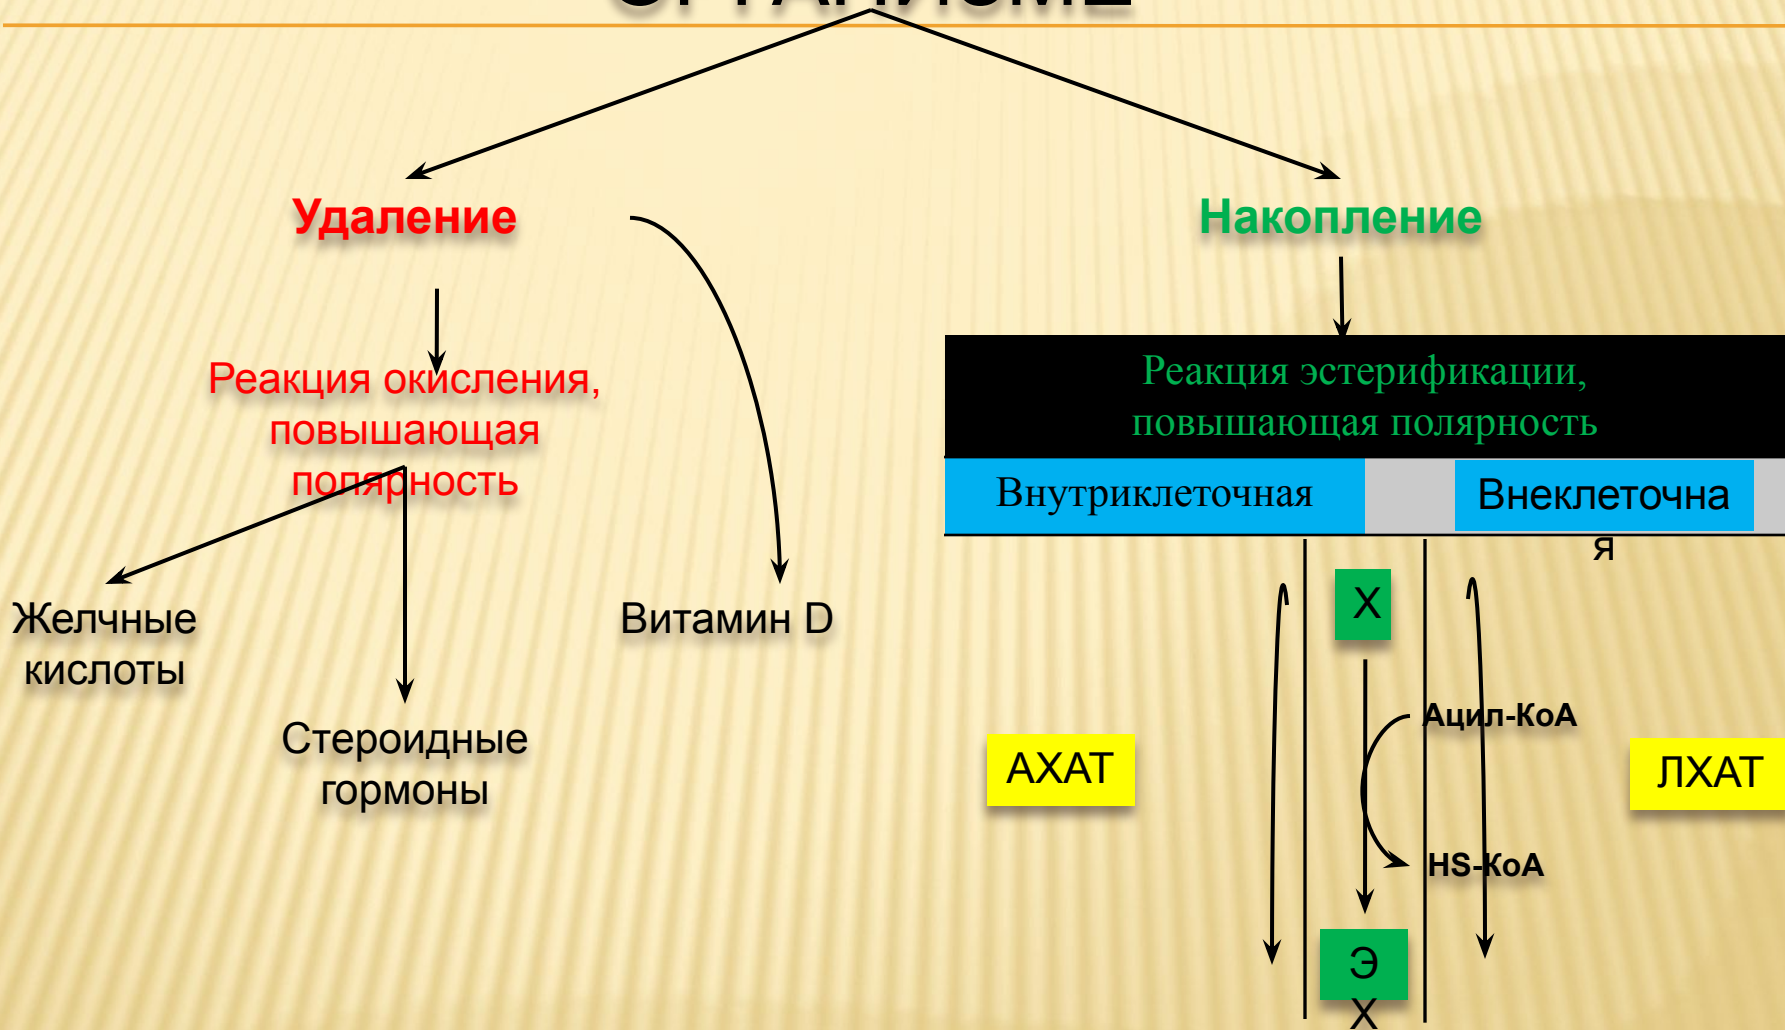 ОРГАНИЗМЕ
Удаление
Накопление
Реакция окисления,
повышающая
полярность
Реакция эстерификации,
повышающая полярность
Внутриклеточная
Внеклеточна
я
Желчные
кислоты
Стероидные
гормоны
Витамин D
Х
Ацил-КоА
АХАТ
ЛХАТ
HS-КоА
Э
Х